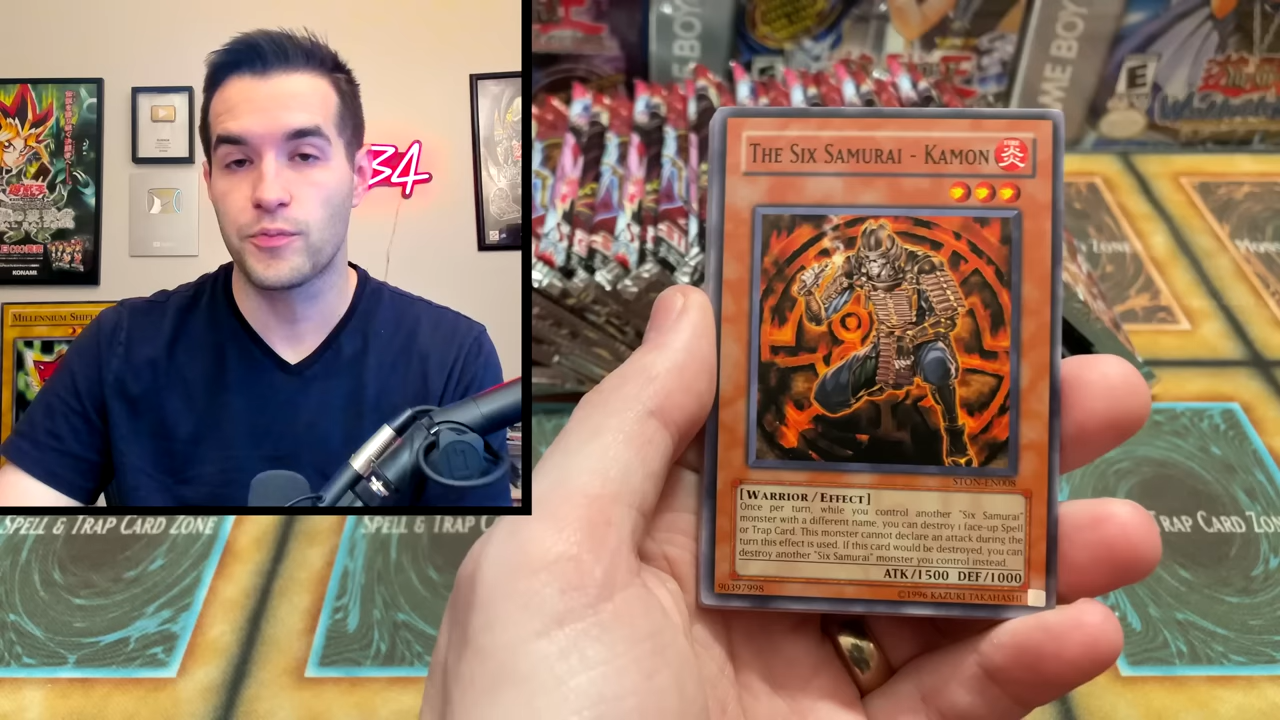 KONAMI
MILLENNIUM SHIEL
34
GAME BOY
E
THE SIX SAMURAI - KAMON
炎
STON-EN008
[WARRIOR/EFFECT]
Once per turn, while you control another "Six Samurai"
monster with a different name, you can destroy 1 face-up Spell
or Trap Card. This monster cannot declare an attack during the
turn this effect is used. If this card would be destroyed, you can
destroy another "Six Samurai" monster you control instead.
ATK/1500 DEF/1000
90397998
©1996 KAZUKI TAKAHASHI
SPELL & TRAP CARD ZONE
SPELL & TRAP C
TRAP CARD ZON